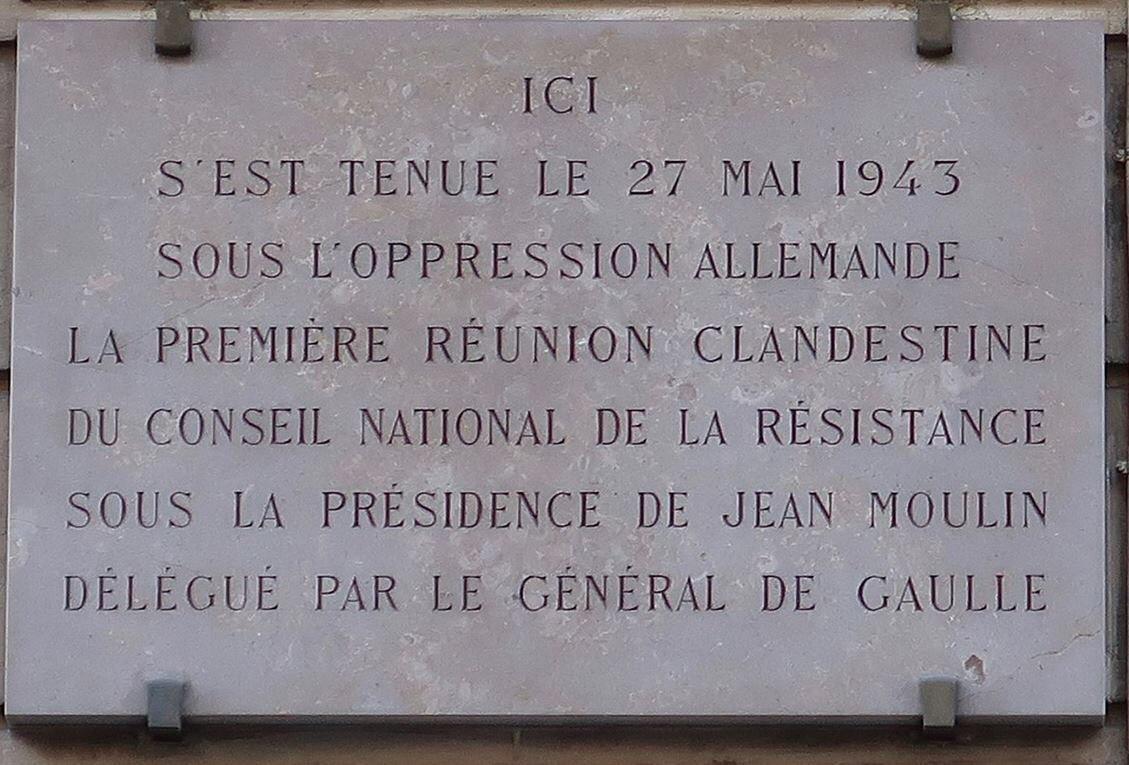 ICI
S'EST TENUE LE 27 MAI 1943
SOUS L'OPPRESSION ALLEMANDE
LA PREMIÈRE RÉUNION CLANDESTINE
DU CONSEIL NATIONAL DE LA RÉSISTANCE
SOUS LA PRÉSIDENCE DE JEAN MOULIN
DÉLÉGUÉ PAR LE GÉNÉRAL DE GAULLE